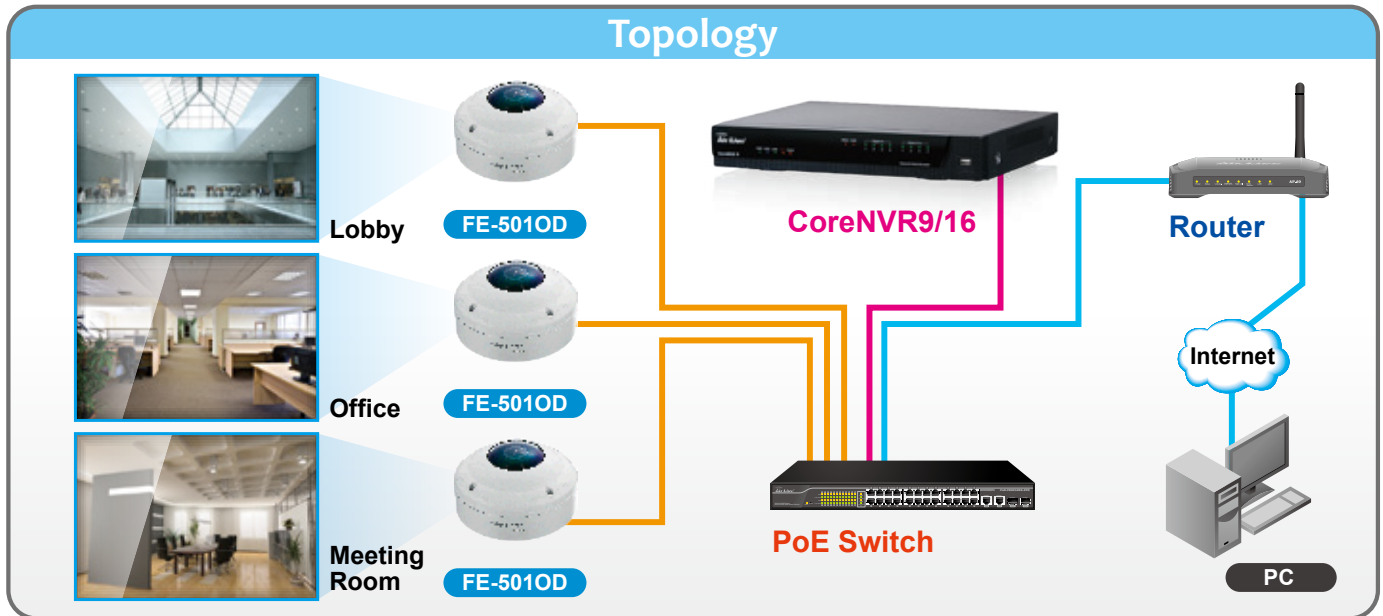 Topology
Lobby
FE-501OD
CoreNVR9/16
Router
Office
FE-501OD
Internet
Meeting
Room
FE-501OD
PoE Switch
PC